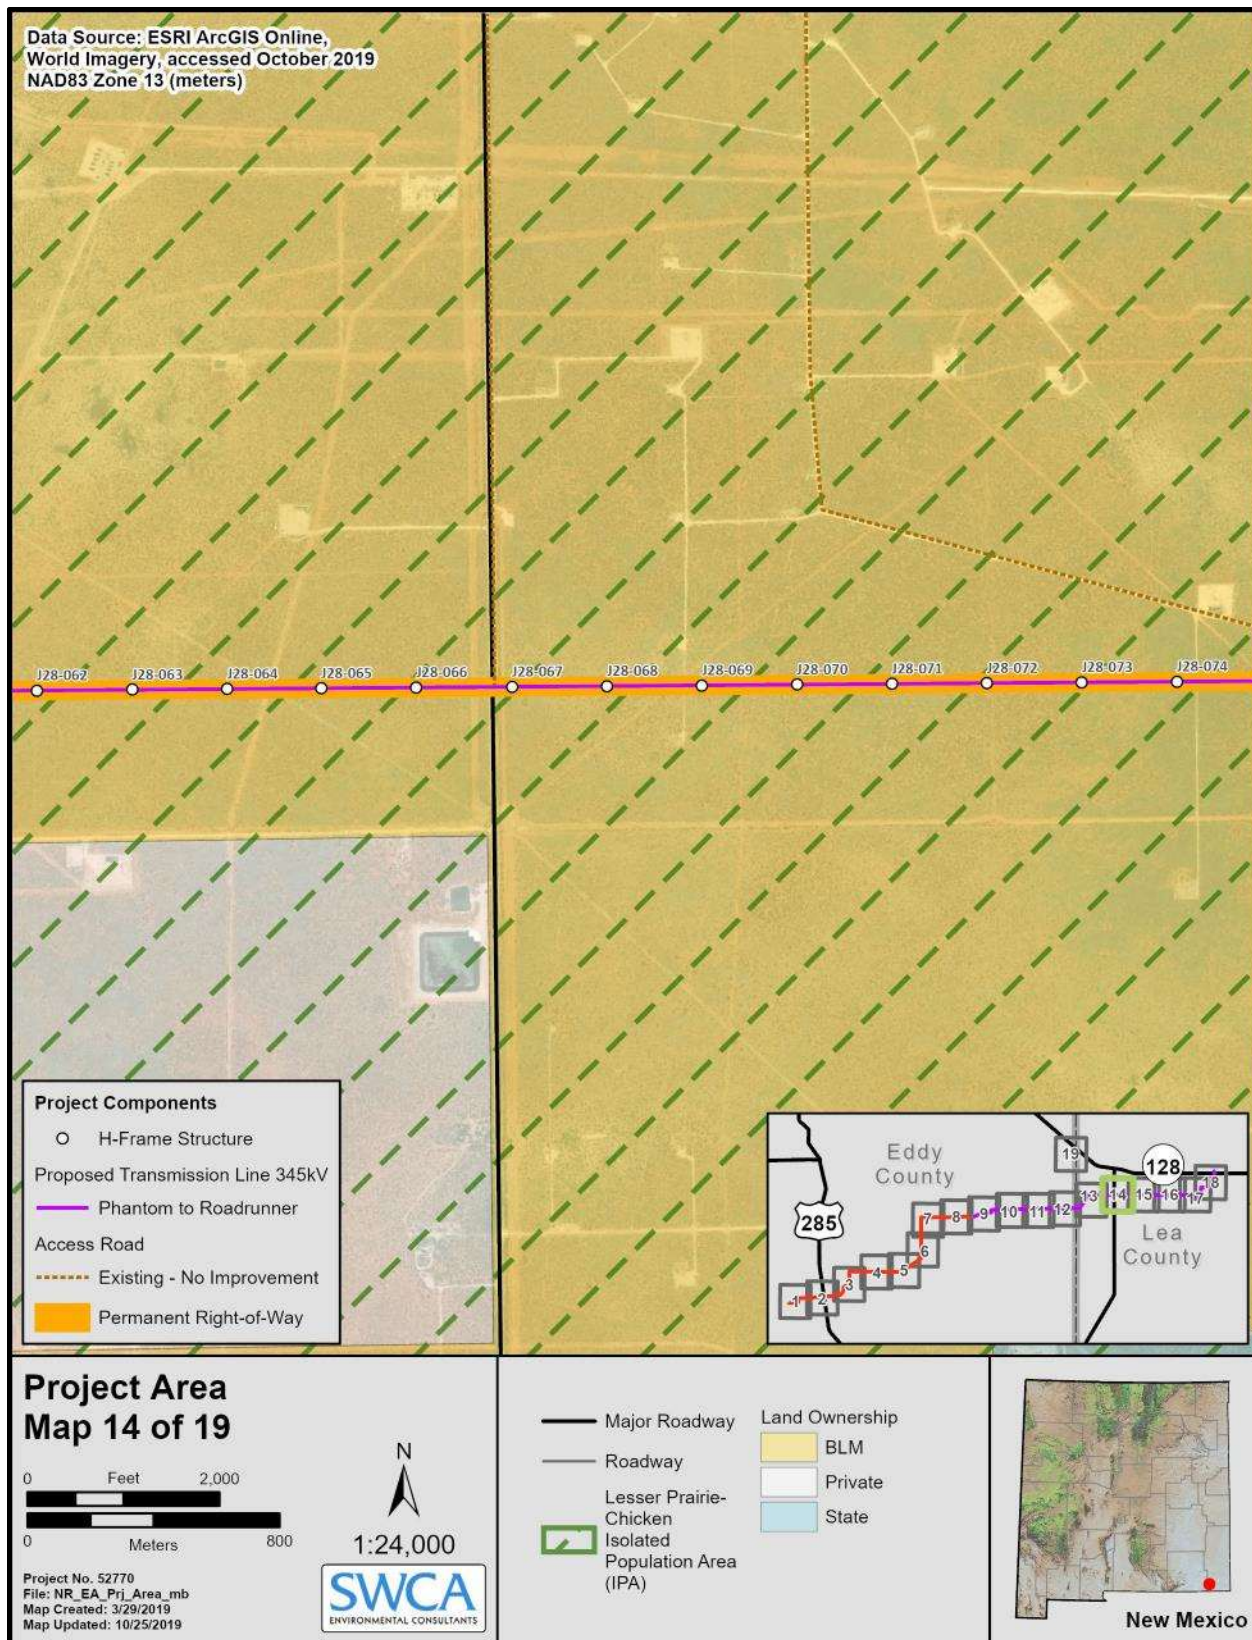 Data Source: ESRI ArcGIS Online,
World Imagery, accessed October 2019
NAD83 Zone 13 (meters)
J28-062
J28-063
J28-064
J28-065
J28-066
J28-067
J28-068
J28-069
J28-070
J28-071
J28-072
J28-073
J28-074
Project Components
H-Frame Structure
Proposed Transmission Line 345kV
Phantom to Roadrunner
Access Road
Existing - No Improvement
Permanent Right-of-Way
Eddy
County
285
128
Lea
County
1
2
3
4
5
6
7
8
9
10
11
12
13
14
15
16
17
18
19
Project Area
Map 14 of 19
0 Feet 2,000
0 Meters 800
N
1:24,000
Project No. 52770
File: NR_EA_Prj_Area_mb
Map Created: 3/29/2019
Map Updated: 10/25/2019
SWCA
ENVIRONMENTAL CONSULTANTS
Major Roadway
Roadway
Lesser Prairie-
Chicken
Isolated
Population Area
(IPA)
Land Ownership
BLM
Private
State
New Mexico